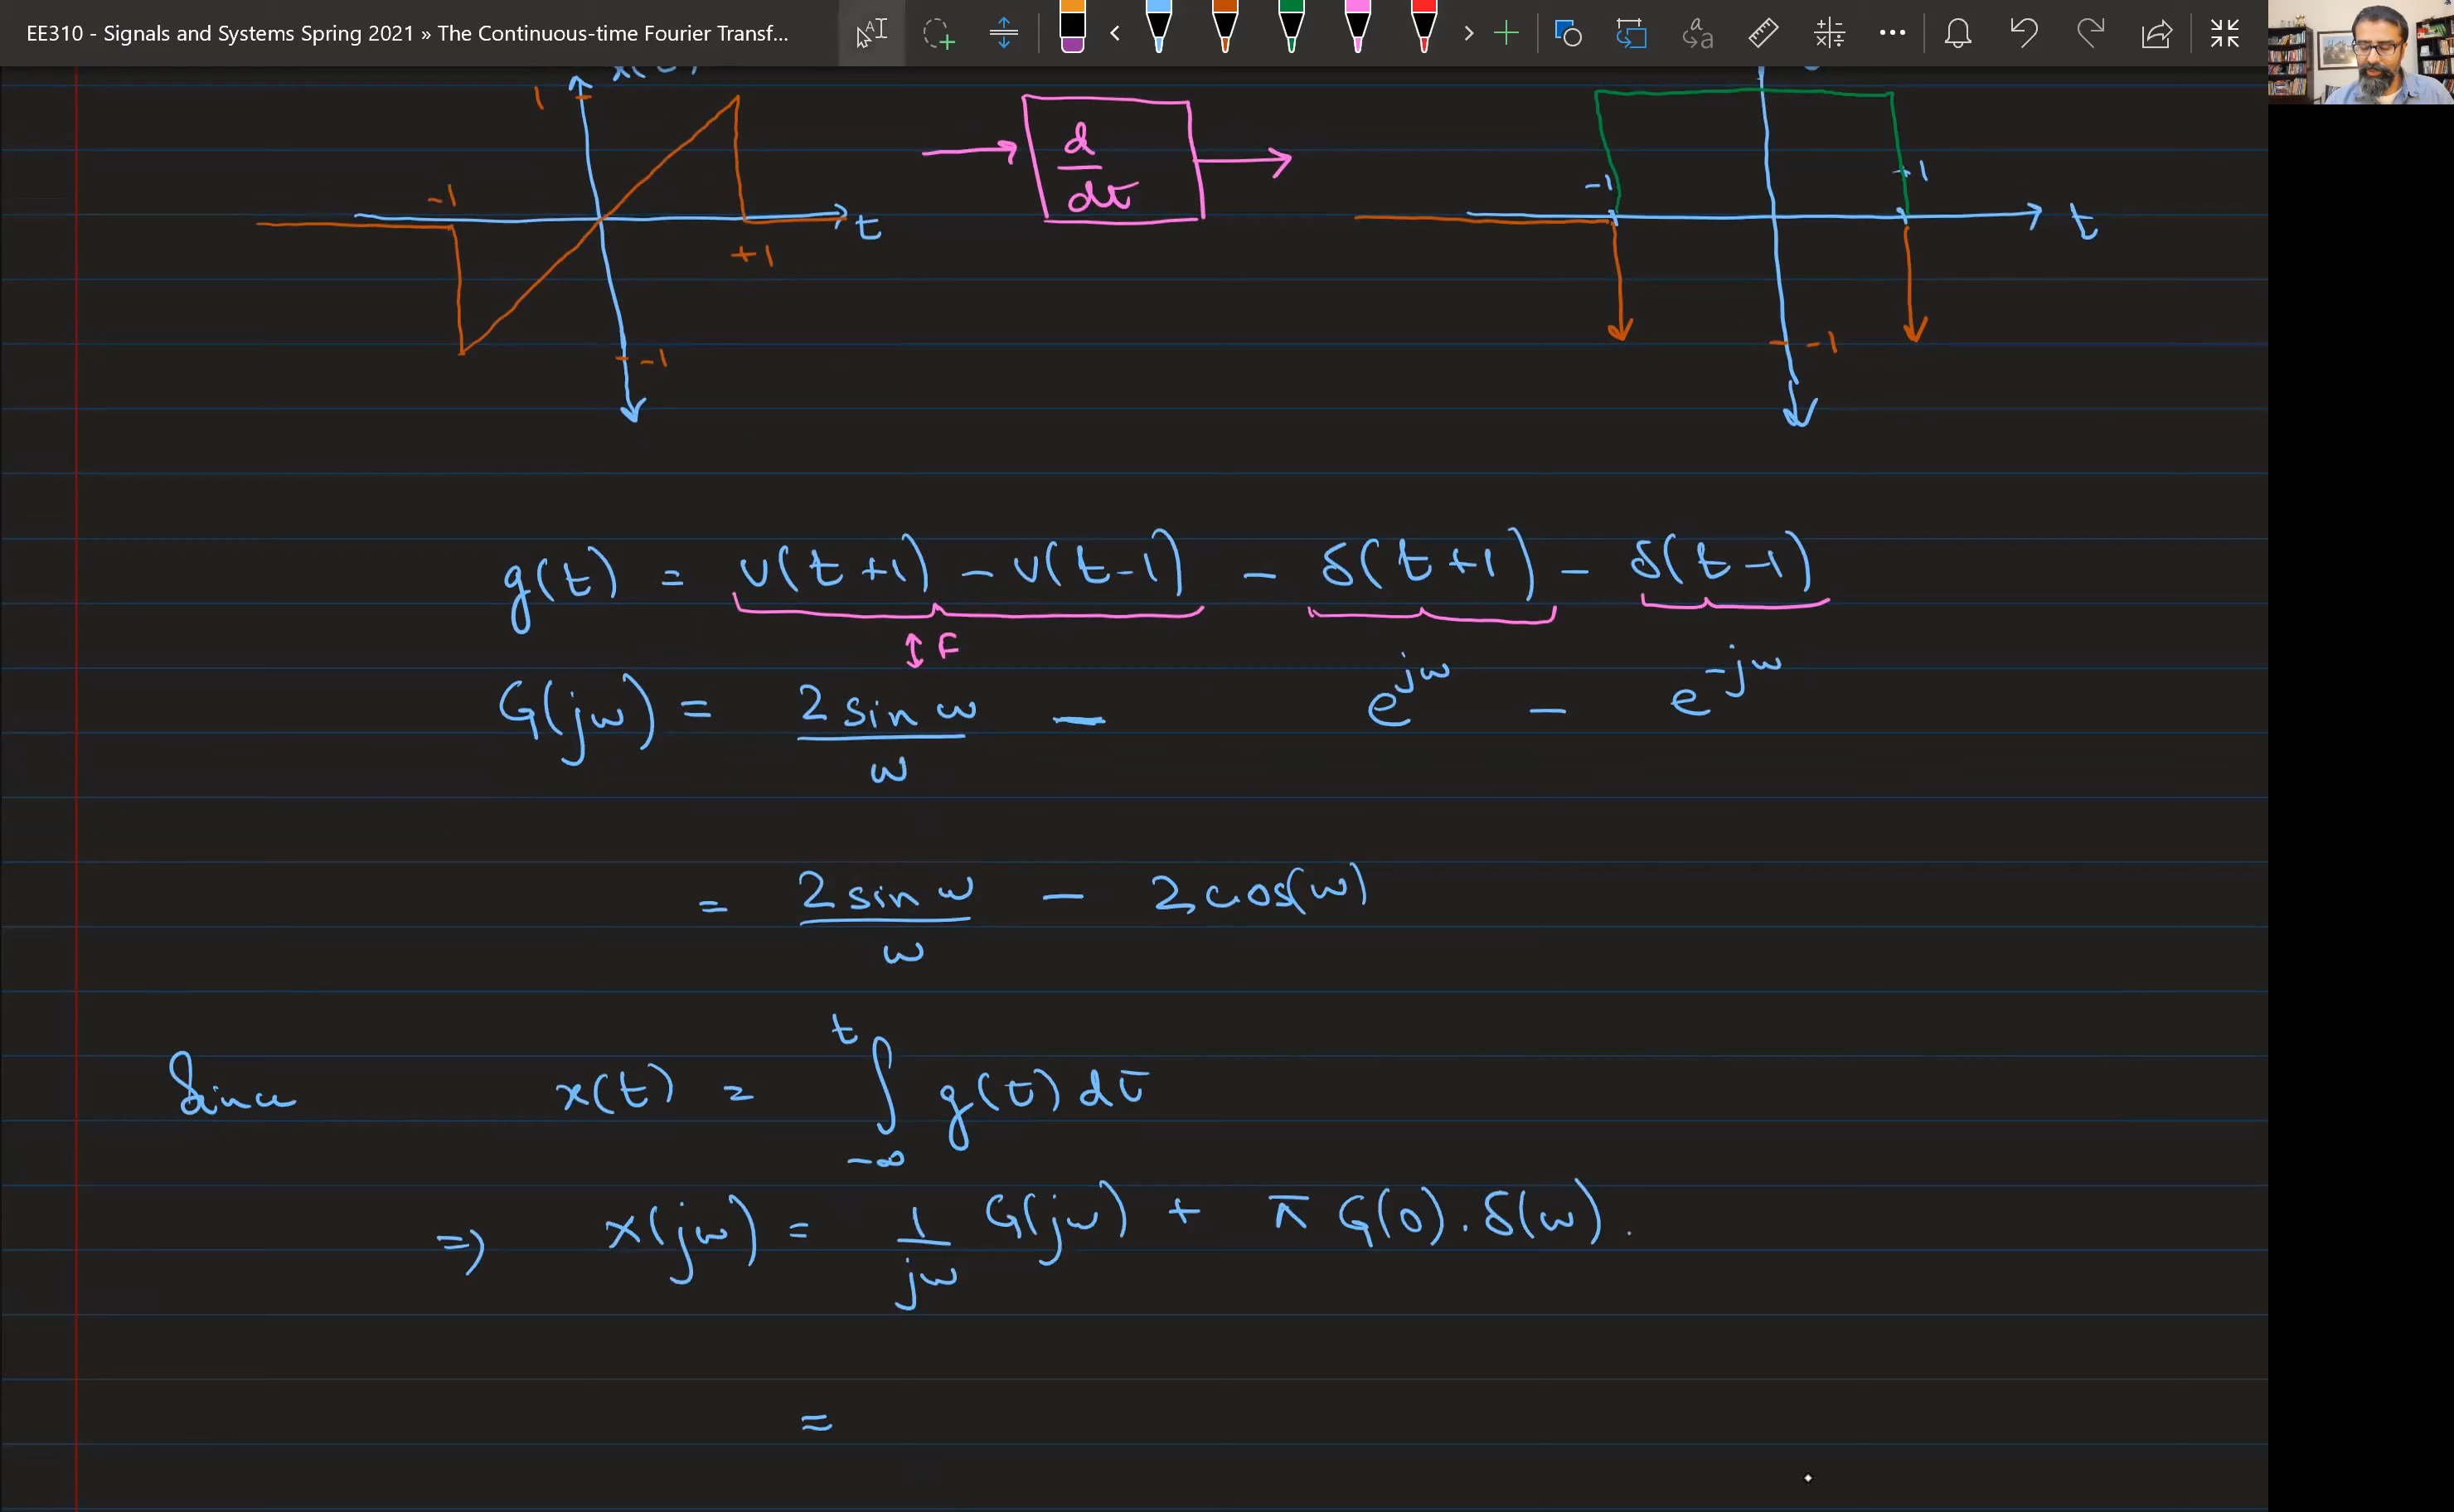 EE310 - Signals and Systems Spring 2021 » The Continuous-time Fourier Transf...
1
-1
t
+1
-1
d/dt
-1
+1
t
-1
g(t) = u(t+1) - u(t-1) - δ(t+1) - δ(t-1)
↕ F
G(jω) = 2 sin ω / ω - e^{jω} - e^{-jω}
= 2 sin ω / ω - 2 cos(ω)
Since x(t) = ∫_{-∞}^{t} g(τ) dτ
⇒ X(jω) = 1/jω G(jω) + π G(0) . δ(ω).
=